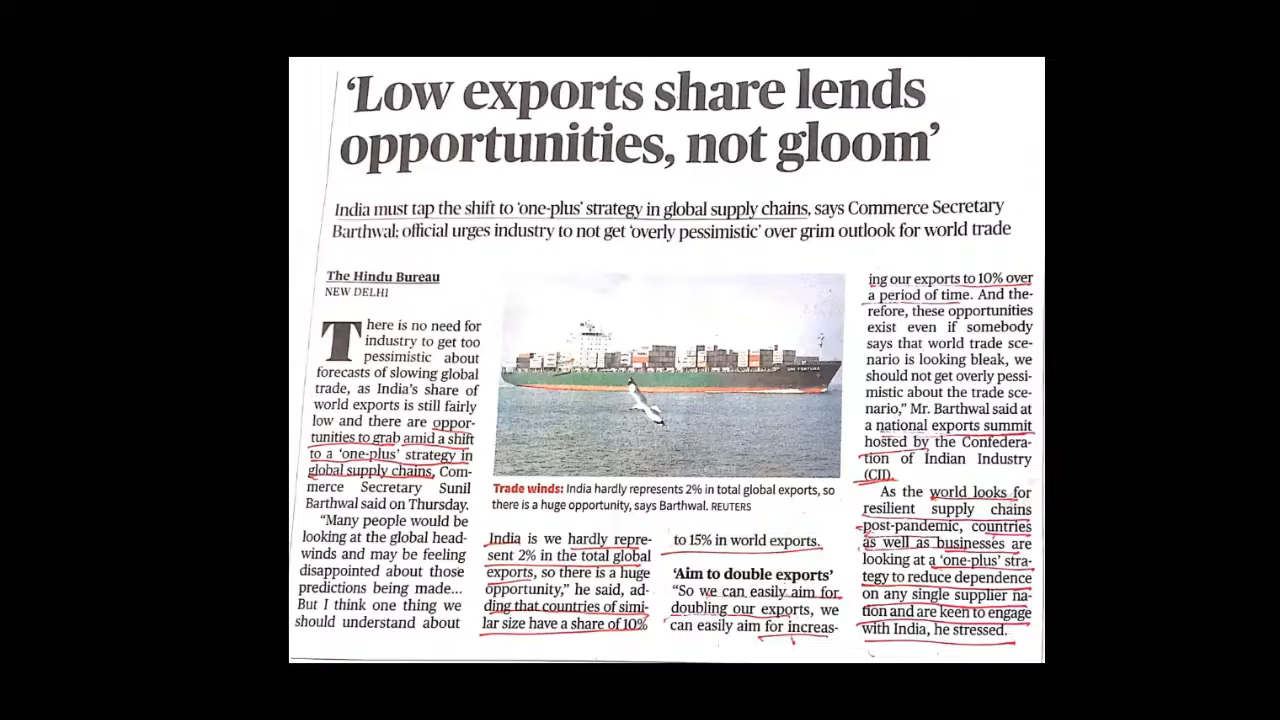 ‘Low exports share lends
opportunities, not gloom’
India must tap the shift to ‘one-plus’ strategy in global supply chains, says Commerce Secretary
Barthwal; official urges industry to not get ‘overly pessimistic’ over grim outlook for world trade
The Hindu Bureau
NEW DELHI
There is no need for
industry to get too
pessimistic about
forecasts of slowing global
trade, as India’s share of
world exports is still fairly
low and there are oppor-
tunities to grab amid a shift
to a ‘one-plus’ strategy in
global supply chains, Com-
merce Secretary Sunil
Barthwal said on Thursday.
“Many people would be
looking at the global head-
winds and may be feeling
disappointed about those
predictions being made...
But I think one thing we
should understand about
Trade winds: India hardly represents 2% in total global exports, so
there is a huge opportunity, says Barthwal. REUTERS
India is we hardly repre-
sent 2% in the total global
exports, so there is a huge
opportunity,” he said, ad-
ding that countries of simi-
lar size have a share of 10%
to 15% in world exports.
‘Aim to double exports’
“So we can easily aim for
doubling our exports, we
can easily aim for increas-
ing our exports to 10% over
a period of time. And the-
refore, these opportunities
exist even if somebody
says that world trade sce-
nario is looking bleak, we
should not get overly pessi-
mistic about the trade sce-
nario,” Mr. Barthwal said at
a national exports summit
hosted by the Confedera-
tion of Indian Industry
(CII).
As the world looks for
resilient supply chains
post-pandemic, countries
as well as businesses are
looking at a ‘one-plus’ stra-
tegy to reduce dependence
on any single supplier na-
tion and are keen to engage
with India, he stressed.